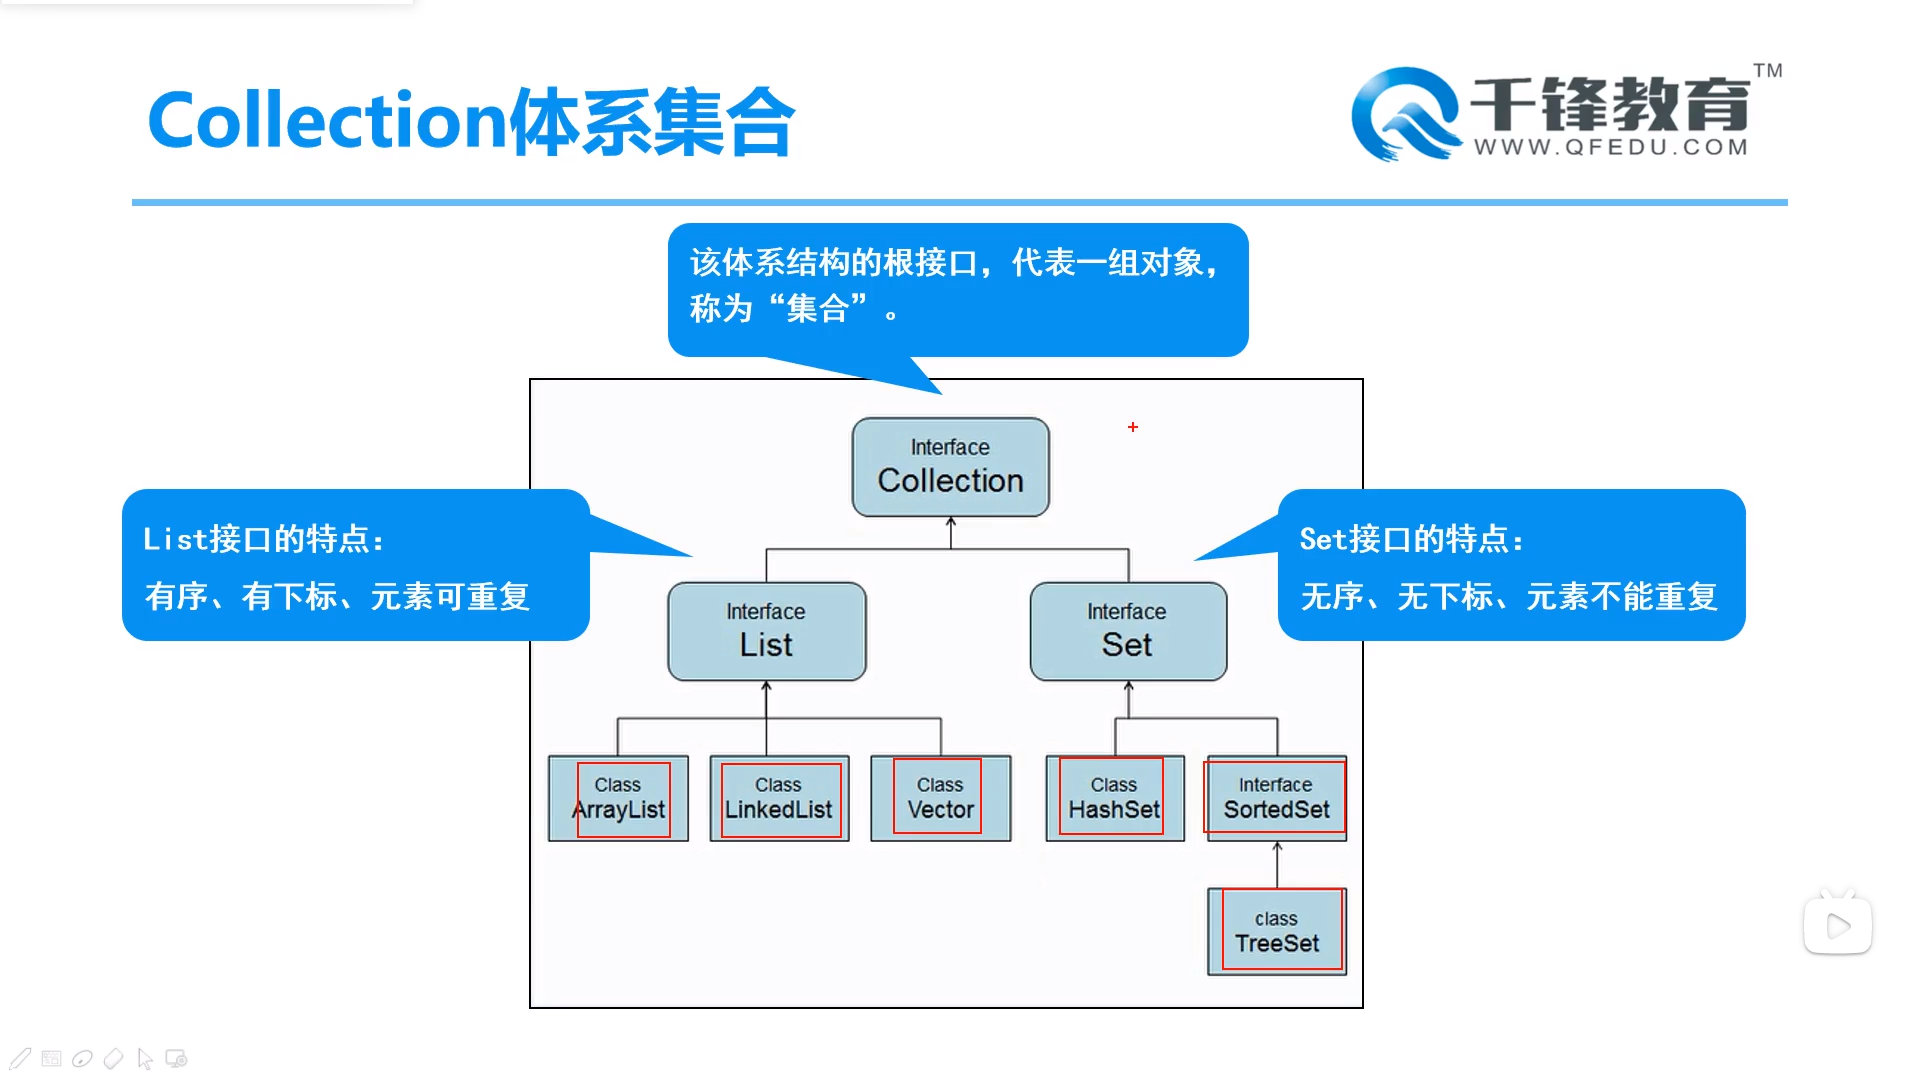 Collection体系集合
千锋教育TM
WWW.QFEDU.COM
该体系结构的根接口，代表一组对象，
称为“集合”。
Interface
Collection
List接口的特点：
有序、有下标、元素可重复
Set接口的特点：
无序、无下标、元素不能重复
Interface
List
Interface
Set
Class
ArrayList
Class
LinkedList
Class
Vector
Class
HashSet
Interface
SortedSet
class
TreeSet